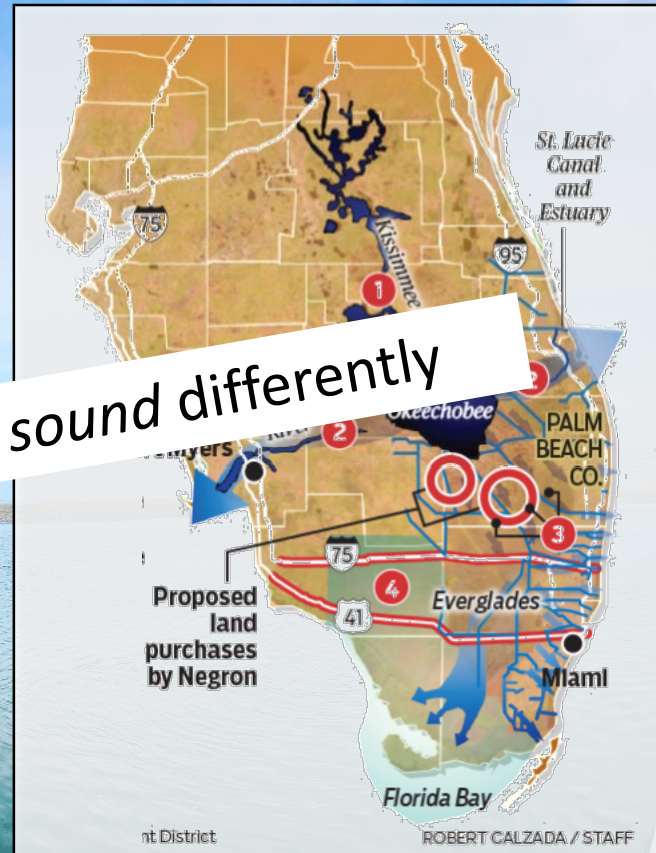 St. Lucie
Canal
and
Estuary
75
95
Kissimmee
1
sound differently
2
Okeechobee
2
Myers
PALM
BEACH
CO.
3
75
4
Everglades
41
Proposed
land
purchases
by Negron
Miami
Florida Bay
nt District
ROBERT CALZADA / STAFF